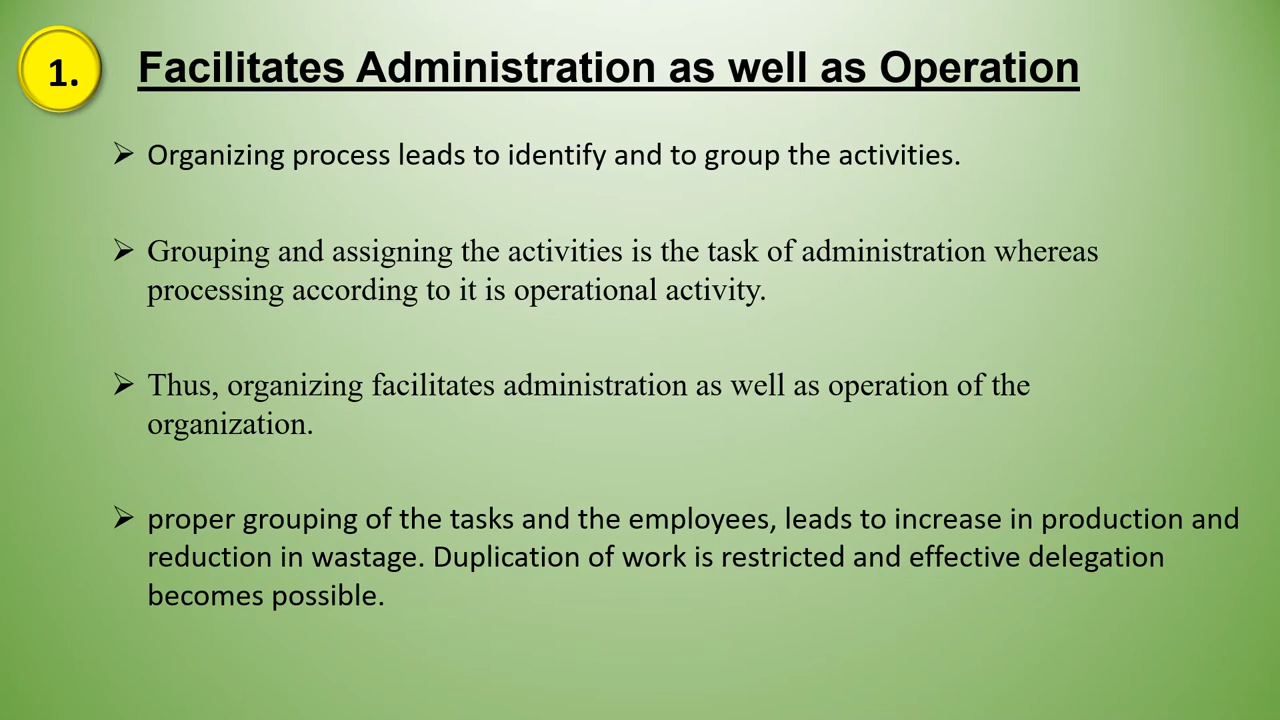 1.
Facilitates Administration as well as Operation
➢ Organizing process leads to identify and to group the activities.
➢ Grouping and assigning the activities is the task of administration whereas
processing according to it is operational activity.
➢ Thus, organizing facilitates administration as well as operation of the
organization.
➢ proper grouping of the tasks and the employees, leads to increase in production and
reduction in wastage. Duplication of work is restricted and effective delegation
becomes possible.